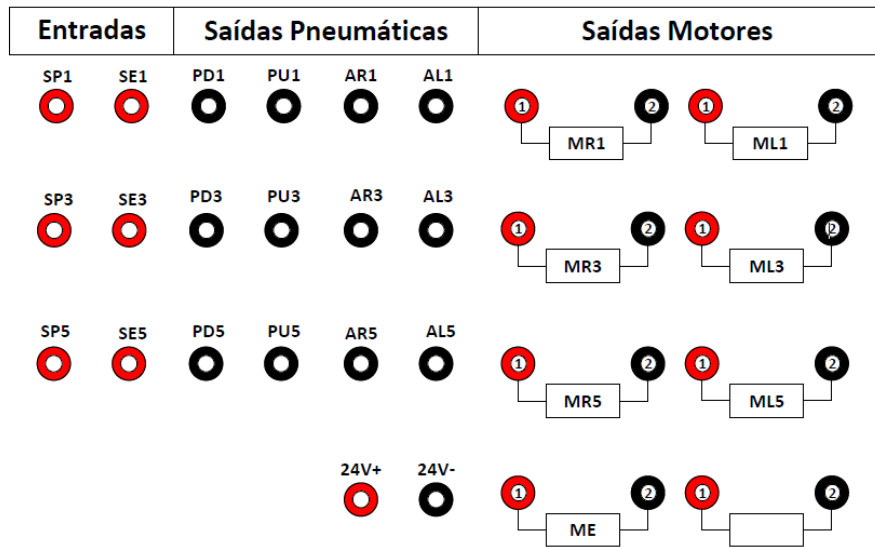 Entradas Saídas Pneumáticas Saídas Motores
SP1 SE1 PD1 PU1 AR1 AL1
1 2 1 2
MR1 ML1
SP3 SE3 PD3 PU3 AR3 AL3
1 2 1 2
MR3 ML3
SP5 SE5 PD5 PU5 AR5 AL5
1 2 1 2
MR5 ML5
24V+ 24V-
1 2 1 2
ME